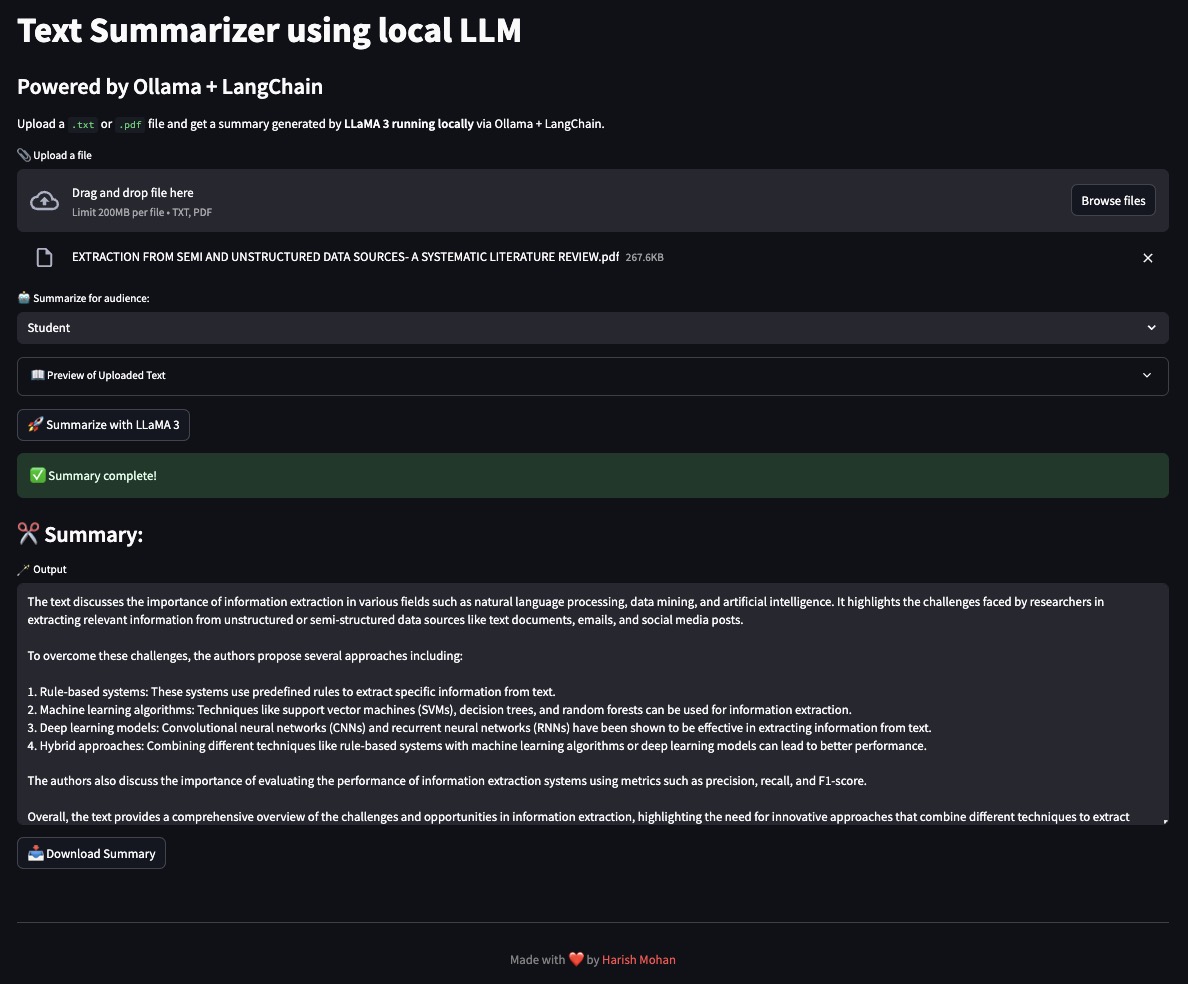 Text Summarizer using local LLM
Powered by Ollama + LangChain
Upload a .txt or .pdf file and get a summary generated by LLaMA 3 running locally via Ollama + LangChain.
📎 Upload a file
Drag and drop file here
Limit 200MB per file • TXT, PDF
Browse files
EXTRACTION FROM SEMI AND UNSTRUCTURED DATA SOURCES- A SYSTEMATIC LITERATURE REVIEW.pdf 267.6KB
🤖 Summarize for audience:
Student
📖 Preview of Uploaded Text
🚀 Summarize with LLaMA 3
✅ Summary complete!
✂️ Summary:
🪄 Output
The text discusses the importance of information extraction in various fields such as natural language processing, data mining, and artificial intelligence. It highlights the challenges faced by researchers in
extracting relevant information from unstructured or semi-structured data sources like text documents, emails, and social media posts.
To overcome these challenges, the authors propose several approaches including:
1. Rule-based systems: These systems use predefined rules to extract specific information from text.
2. Machine learning algorithms: Techniques like support vector machines (SVMs), decision trees, and random forests can be used for information extraction.
3. Deep learning models: Convolutional neural networks (CNNs) and recurrent neural networks (RNNs) have been shown to be effective in extracting information from text.
4. Hybrid approaches: Combining different techniques like rule-based systems with machine learning algorithms or deep learning models can lead to better performance.
The authors also discuss the importance of evaluating the performance of information extraction systems using metrics such as precision, recall, and F1-score.
Overall, the text provides a comprehensive overview of the challenges and opportunities in information extraction, highlighting the need for innovative approaches that combine different techniques to extract
📥 Download Summary
Made with ❤️ by Harish Mohan